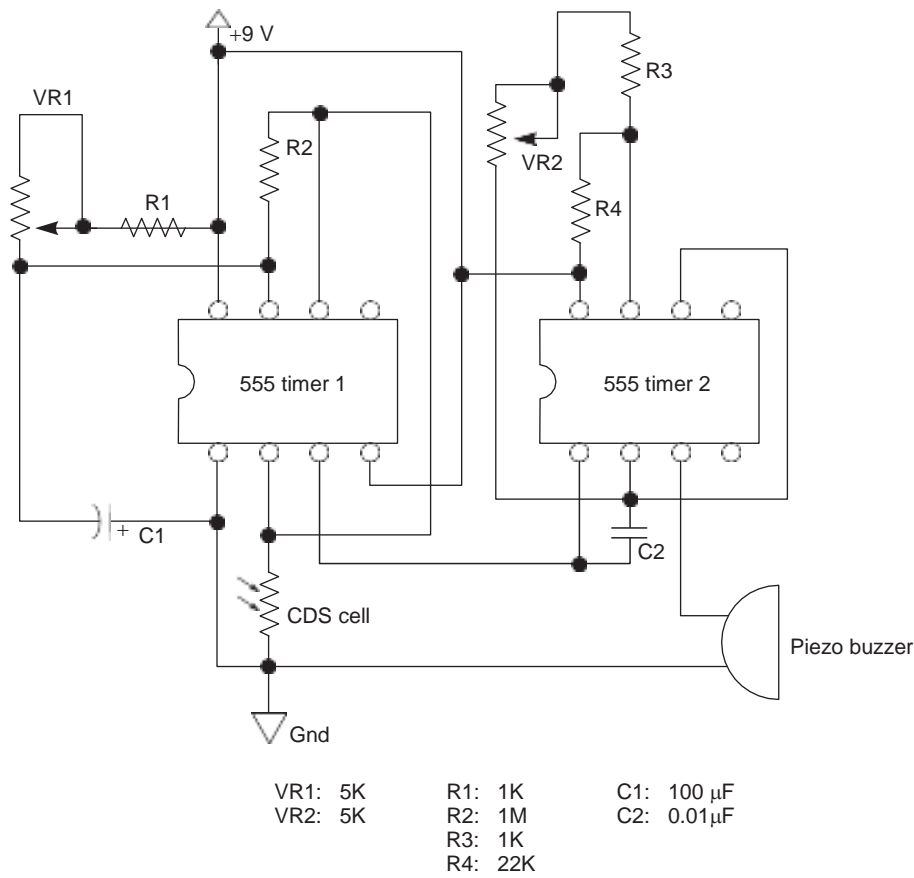 +9 V
R3
VR1
R2
VR2
R1
R4
555 timer 1
555 timer 2
+ C1
C2
CDS cell
Piezo buzzer
Gnd
VR1: 5K R1: 1K C1: 100 μF
VR2: 5K R2: 1M C2: 0.01μF
R3: 1K
R4: 22K